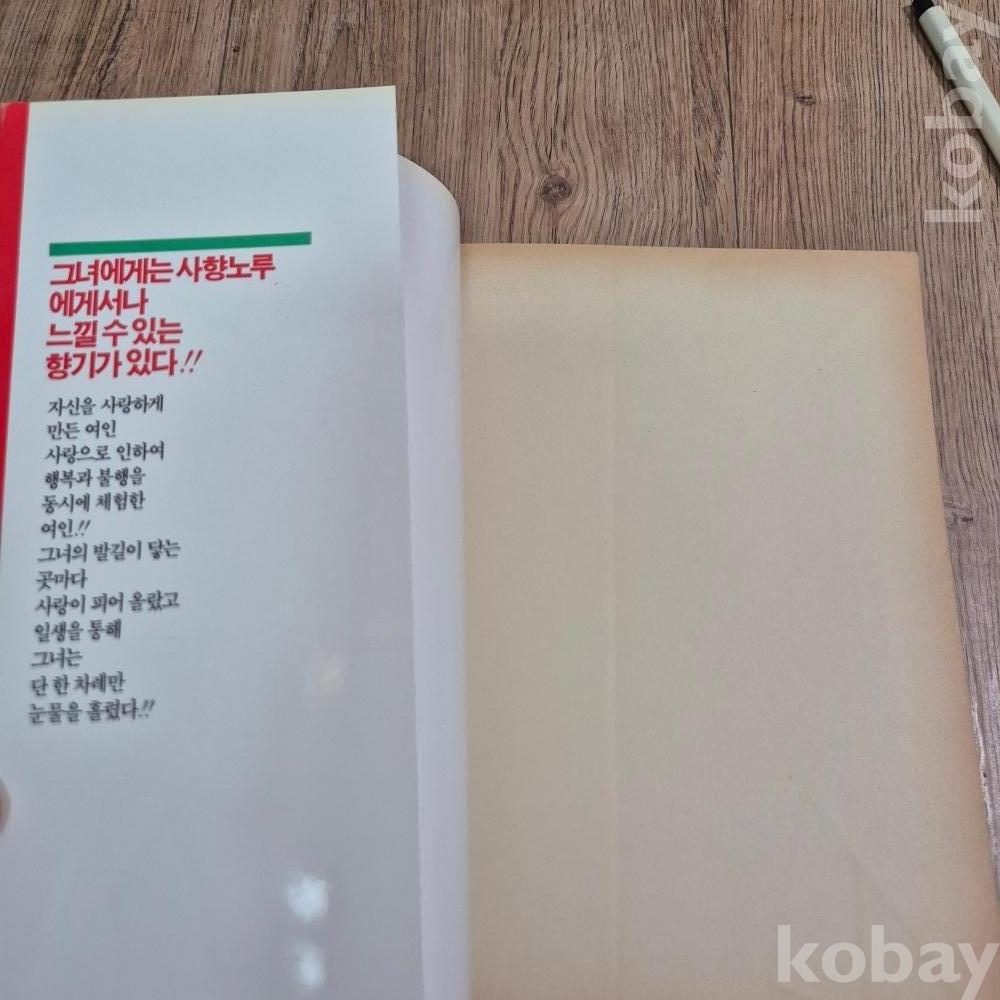 그녀에게는 사향노루
에게서나
느낄 수 있는
향기가 있다!!
자신을 사랑하게
만든 여인
사랑으로 인하여
행복과 불행을
동시에 체험한
여인!!
그녀의 발길이 닿는
곳마다
사랑이 피어 올랐고
일생을 통해
그녀는
단 한 차례만
눈물을 흘렸다!!
kobay
kobay